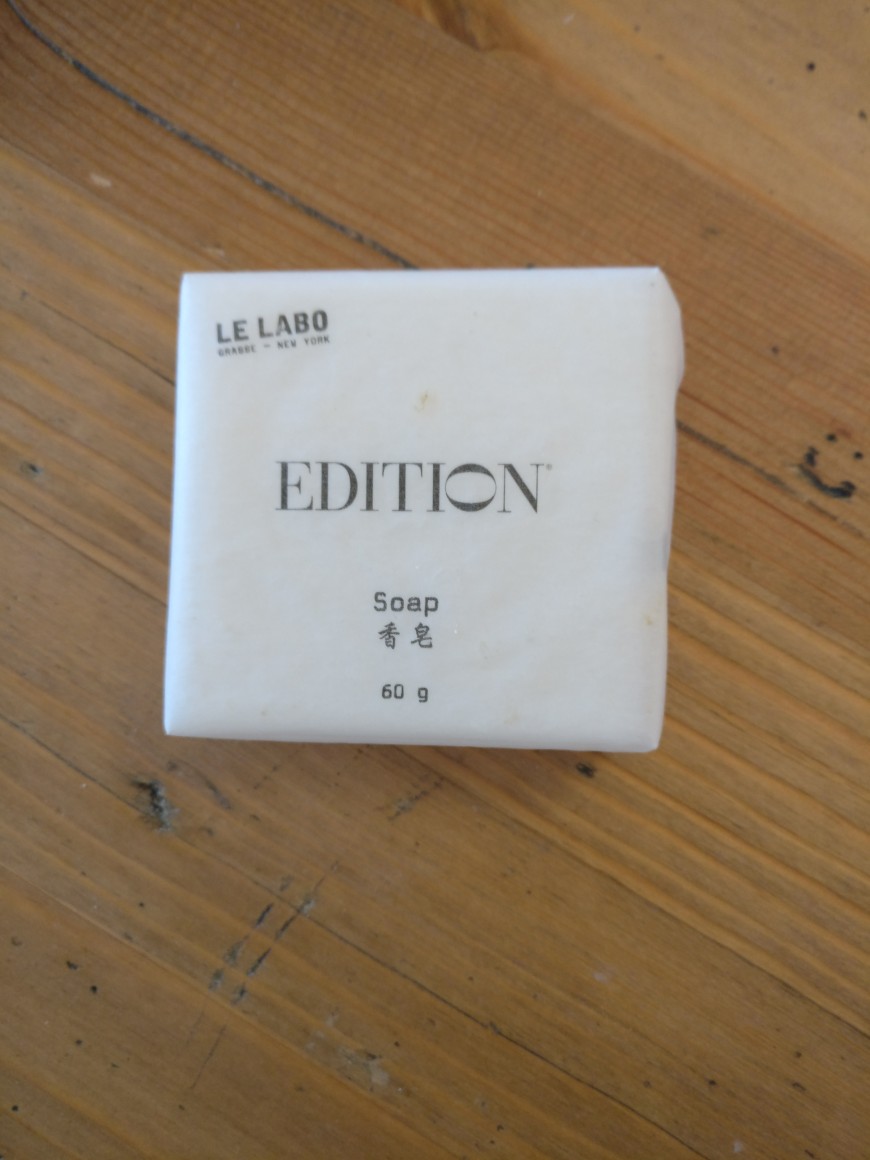 LE LABO
GRASSE — NEW YORK
EDITION®
Soap
香皂
60 g